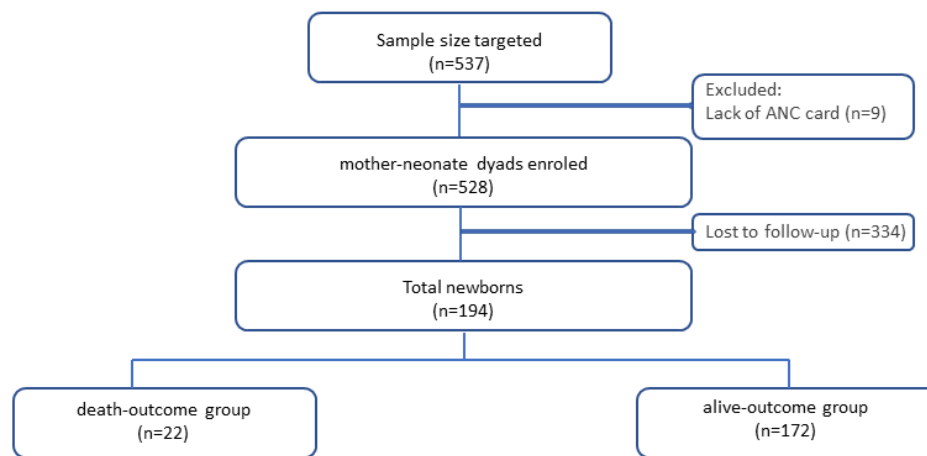 Sample size targeted
(n=537)
Excluded:
Lack of ANC card (n=9)
mother-neonate dyads enroled
(n=528)
Lost to follow-up (n=334)
Total newborns
(n=194)
death-outcome group
(n=22)
alive-outcome group
(n=172)